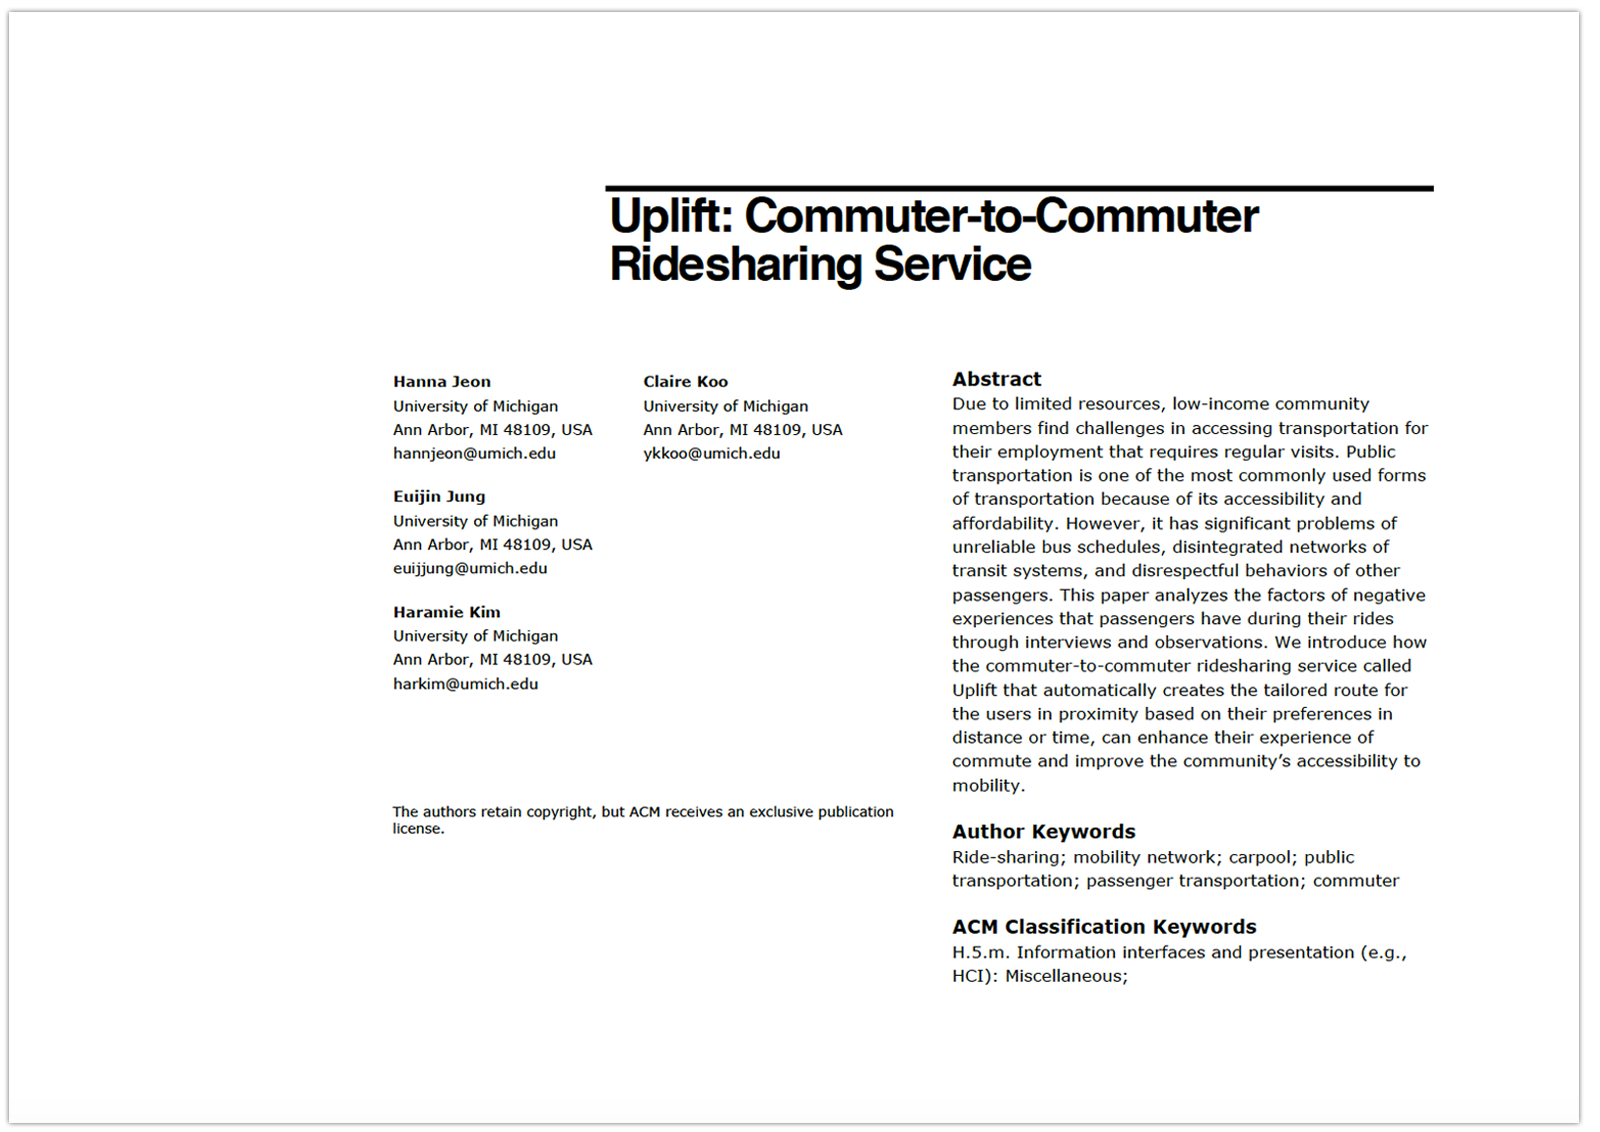 Uplift: Commuter-to-Commuter
Ridesharing Service
Hanna Jeon
University of Michigan
Ann Arbor, MI 48109, USA
hannjeon@umich.edu
Euijin Jung
University of Michigan
Ann Arbor, MI 48109, USA
euijjung@umich.edu
Haramie Kim
University of Michigan
Ann Arbor, MI 48109, USA
harkim@umich.edu
Claire Koo
University of Michigan
Ann Arbor, MI 48109, USA
ykkoo@umich.edu
The authors retain copyright, but ACM receives an exclusive publication
license.
Abstract
Due to limited resources, low-income community
members find challenges in accessing transportation for
their employment that requires regular visits. Public
transportation is one of the most commonly used forms
of transportation because of its accessibility and
affordability. However, it has significant problems of
unreliable bus schedules, disintegrated networks of
transit systems, and disrespectful behaviors of other
passengers. This paper analyzes the factors of negative
experiences that passengers have during their rides
through interviews and observations. We introduce how
the commuter-to-commuter ridesharing service called
Uplift that automatically creates the tailored route for
the users in proximity based on their preferences in
distance or time, can enhance their experience of
commute and improve the community’s accessibility to
mobility.
Author Keywords
Ride-sharing; mobility network; carpool; public
transportation; passenger transportation; commuter
ACM Classification Keywords
H.5.m. Information interfaces and presentation (e.g.,
HCI): Miscellaneous;